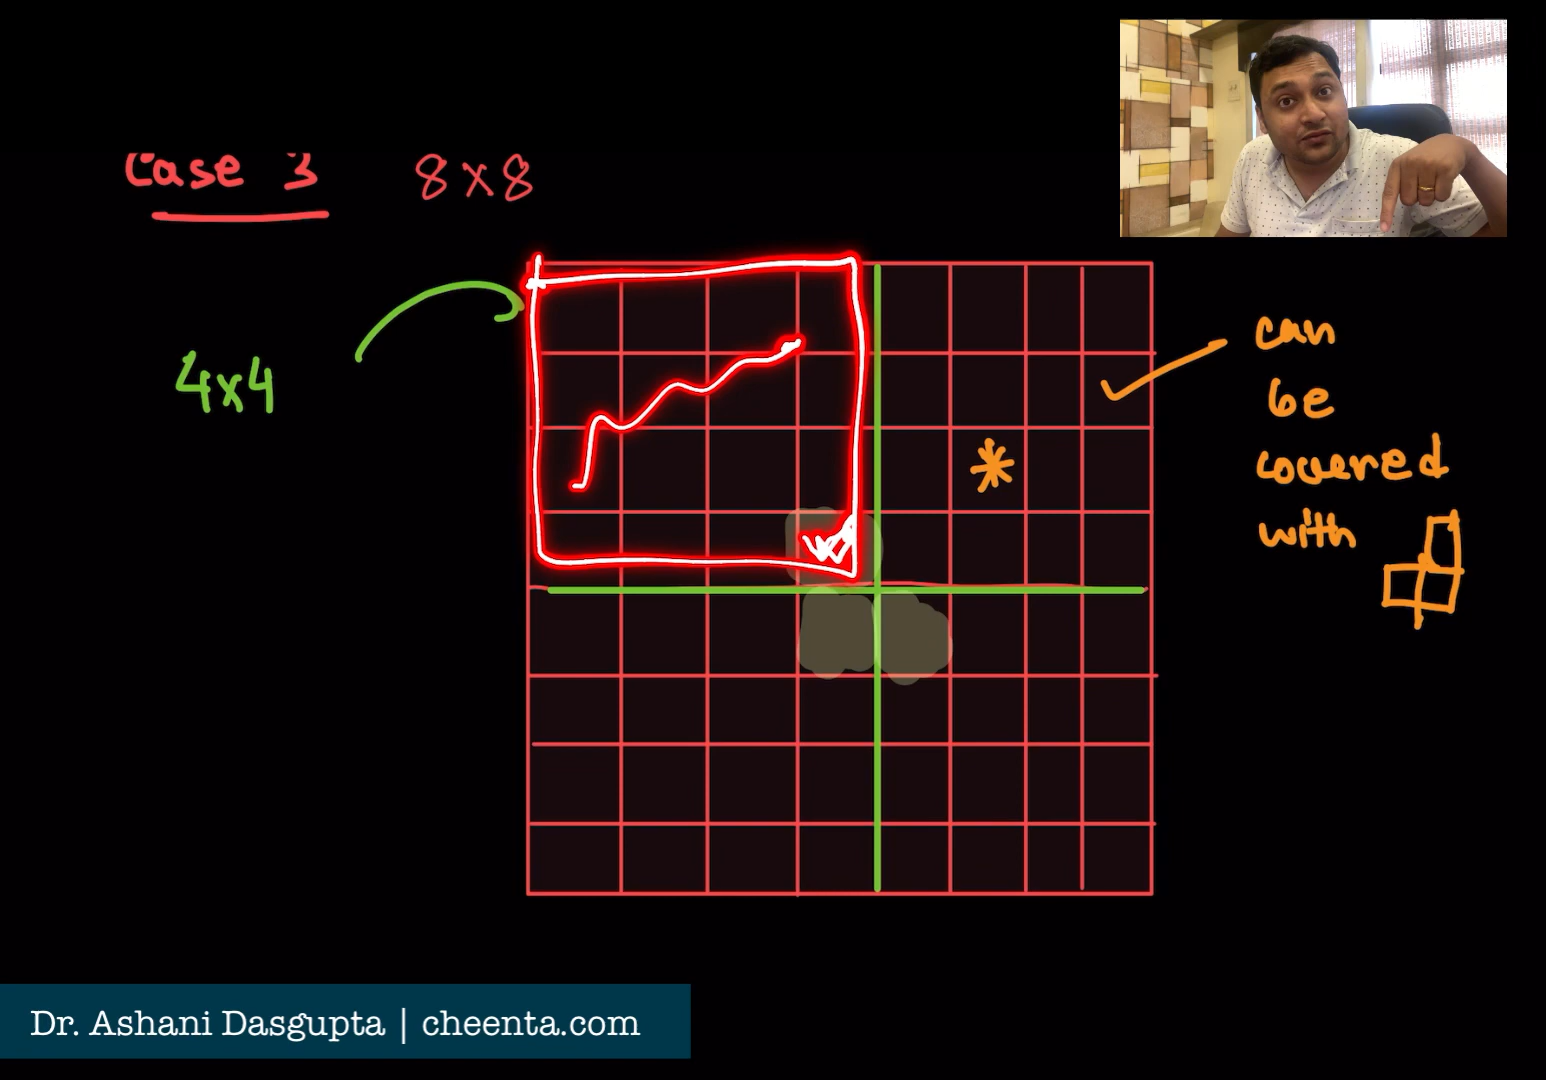 Case 3 8x8
4x4
can
be
covered
with
*
Dr. Ashani Dasgupta | cheenta.com